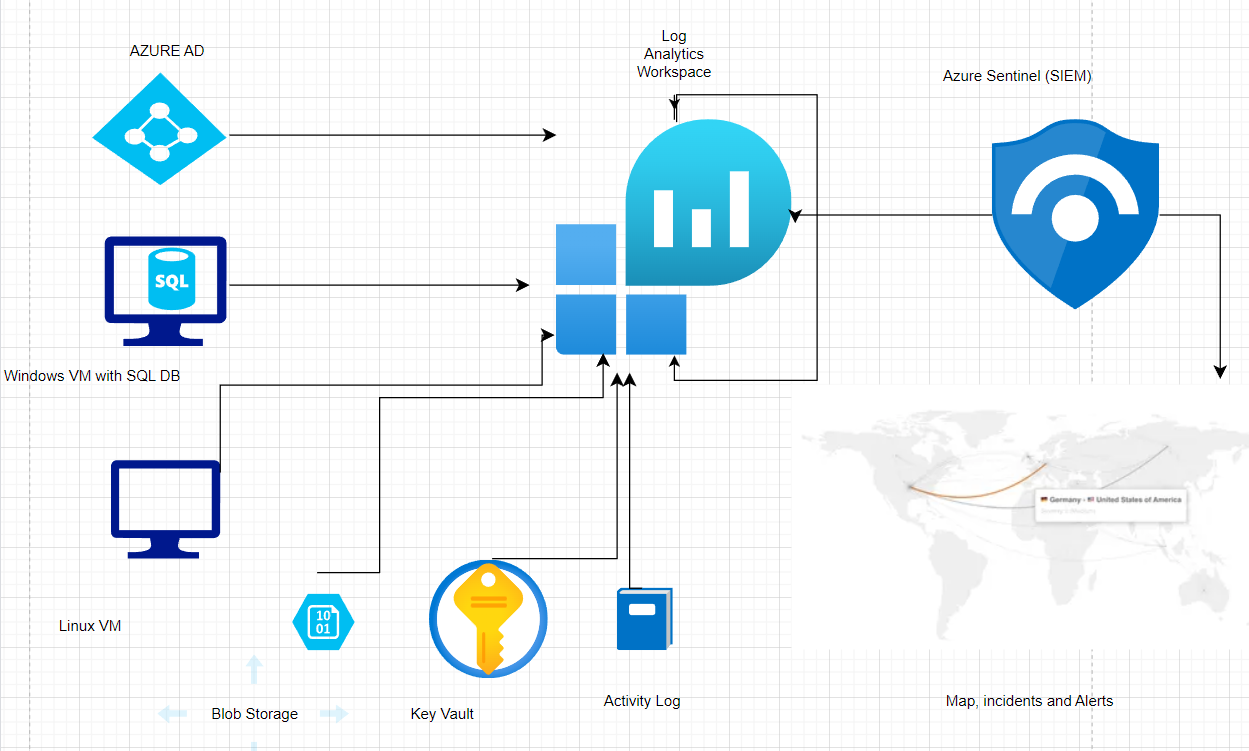 AZURE AD
Log
Analytics
Workspace
Azure Sentinel (SIEM)
SQL
Windows VM with SQL DB
Germany - United States of America
10
01
Linux VM
Blob Storage
Key Vault
Activity Log
Map, incidents and Alerts